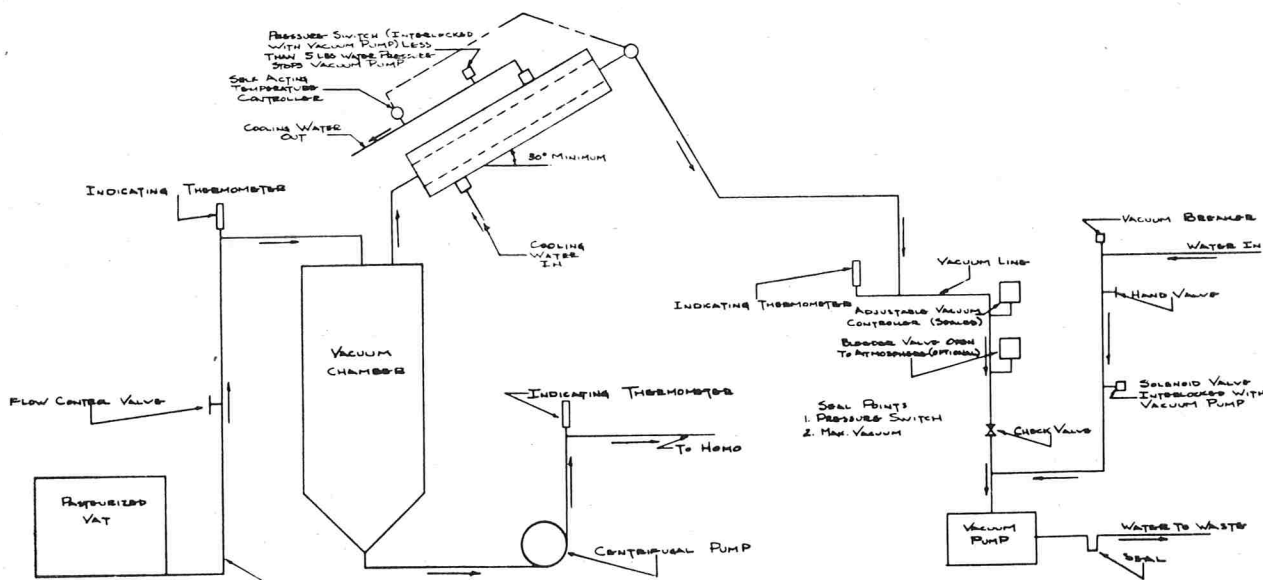 PRESSURE SWITCH (INTERLOCKED
WITH VACUUM PUMP) LESS
THAN 5 LBS WATER PRESSURE
STOPS VACUUM PUMP
SELF ACTING
TEMPERATURE
CONTROLLER
COOLING WATER
OUT
30° MINIMUM
INDICATING THERMOMETER
COOLING
WATER
IN
VACUUM BREAKER
WATER IN
VACUUM LINE
INDICATING THERMOMETER
ADJUSTABLE VACUUM
CONTROLLER (SEALED)
HAND VALVE
BLEEDER VALVE OPEN
TO ATMOSPHERE (OPTIONAL)
VACUUM
CHAMBER
FLOW CONTROL VALVE
INDICATING THERMOMETER
SOLENOID VALVE
INTERLOCKED WITH
VACUUM PUMP
SEAL POINTS
1. PRESSURE SWITCH
2. MAX. VACUUM
CHECK VALVE
TO HOMO
PASTEURIZED
VAT
VACUUM
PUMP
WATER TO WASTE
CENTRIFUGAL PUMP
SEAL